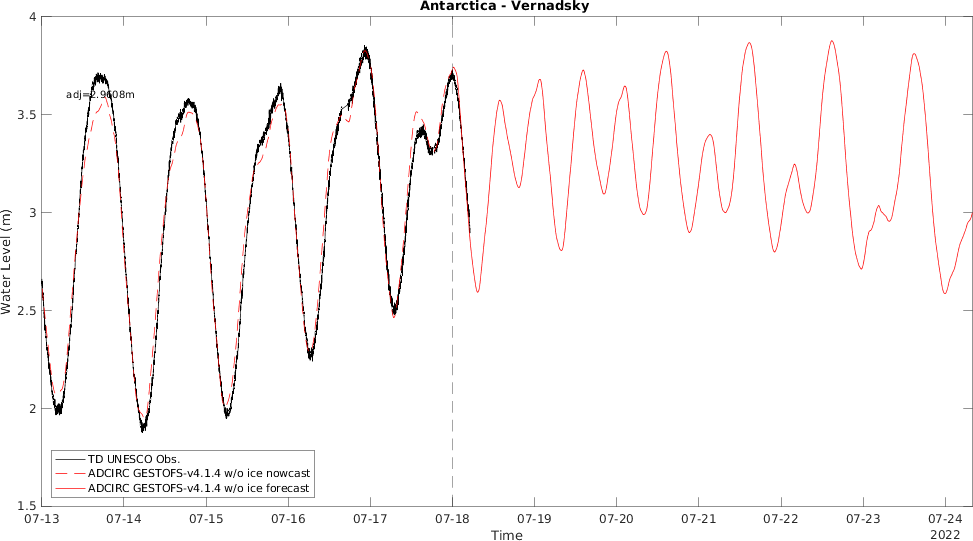 Antarctica - Vernadsky
4
3.5
3
2.5
2
1.5
Water Level (m)
adj=2.9608m
TD UNESCO Obs.
ADCIRC GESTOFS-v4.1.4 w/o ice nowcast
ADCIRC GESTOFS-v4.1.4 w/o ice forecast
07-13 07-14 07-15 07-16 07-17 07-18 07-19 07-20 07-21 07-22 07-23 07-24
Time
2022